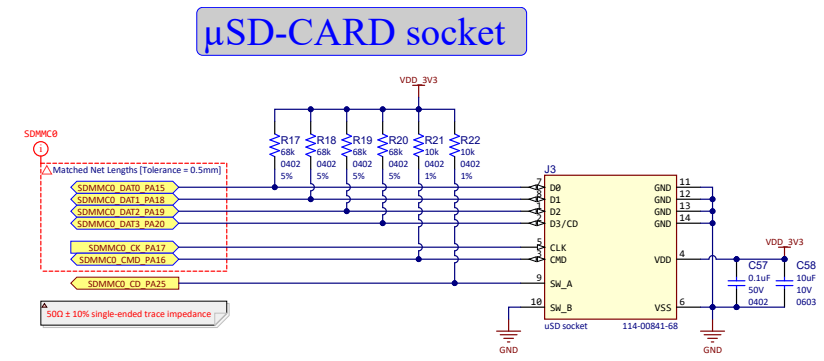 µSD-CARD socket
VDD_3V3
SDMMC0
i
Matched Net Lengths [Tolerance = 0.5mm]
R17
68k
0402
5%
R18
68k
0402
5%
R19
68k
0402
5%
R20
68k
0402
5%
R21
10k
0402
1%
R22
10k
0402
1%
J3
SDMMC0_DAT0_PA15
SDMMC0_DAT1_PA18
SDMMC0_DAT2_PA19
SDMMC0_DAT3_PA20
SDMMC0_CK_PA17
SDMMC0_CMD_PA16
SDMMC0_CD_PA25
50Ω ± 10% single-ended trace impedance
7 D0 GND 11
8 D1 GND 12
1 D2 GND 13
2 D3/CD GND 14
5 CLK
3 CMD VDD 4
9 SW_A
10 SW_B VSS 6
uSD socket 114-00841-68
GND
GND
VDD_3V3
C57
0.1uF
50V
0402
C58
10uF
10V
0603